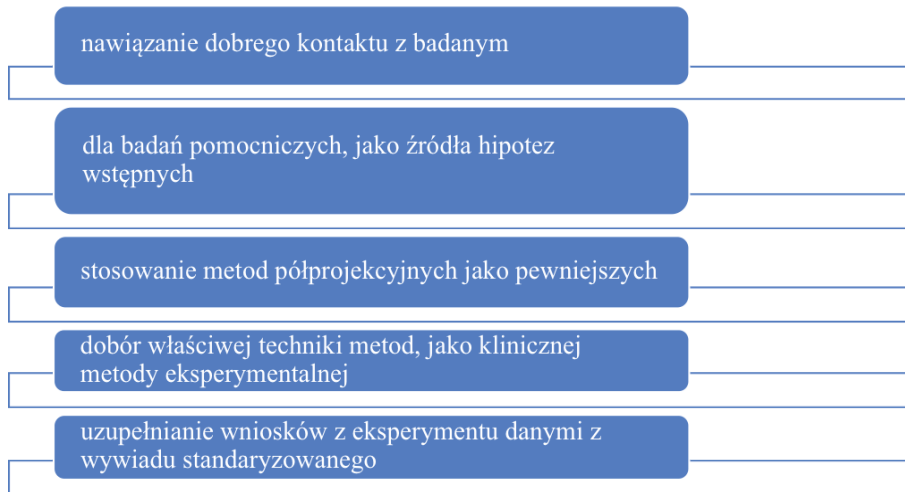 nawiązanie dobrego kontaktu z badanym
dla badań pomocniczych, jako źródła hipotez
wstępnych
stosowanie metod półprojekcyjnych jako pewniejszych
dobór właściwej techniki metod, jako klinicznej
metody eksperymentalnej
uzupełnianie wniosków z eksperymentu danymi z
wywiadu standaryzowanego